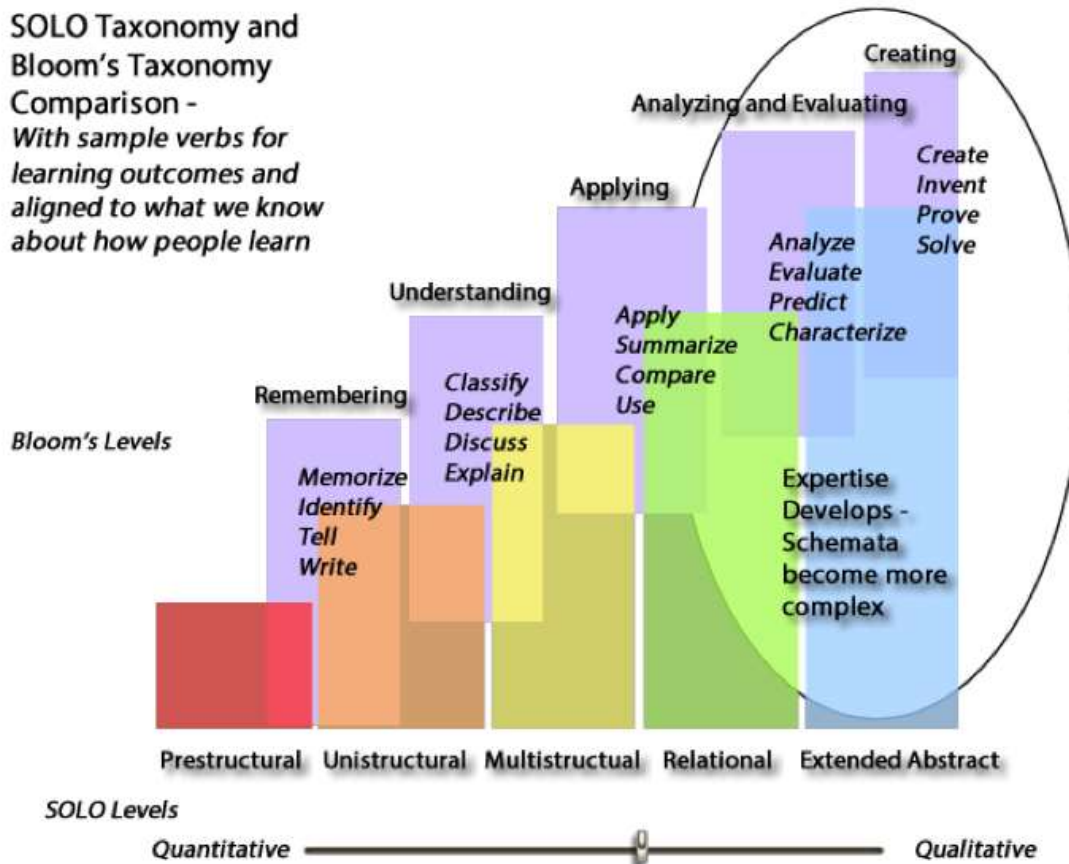 SOLO Taxonomy and
Bloom's Taxonomy
Comparison -
With sample verbs for
learning outcomes and
aligned to what we know
about how people learn
Creating
Analyzing and Evaluating
Create
Invent
Prove
Solve
Applying
Analyze
Evaluate
Predict
Characterize
Understanding
Apply
Summarize
Compare
Use
Remembering
Classify
Describe
Discuss
Explain
Bloom's Levels
Memorize
Identify
Tell
Write
Expertise
Develops -
Schemata
become more
complex
Prestructural Unistructural Multistructual Relational Extended Abstract
SOLO Levels
Quantitative Qualitative